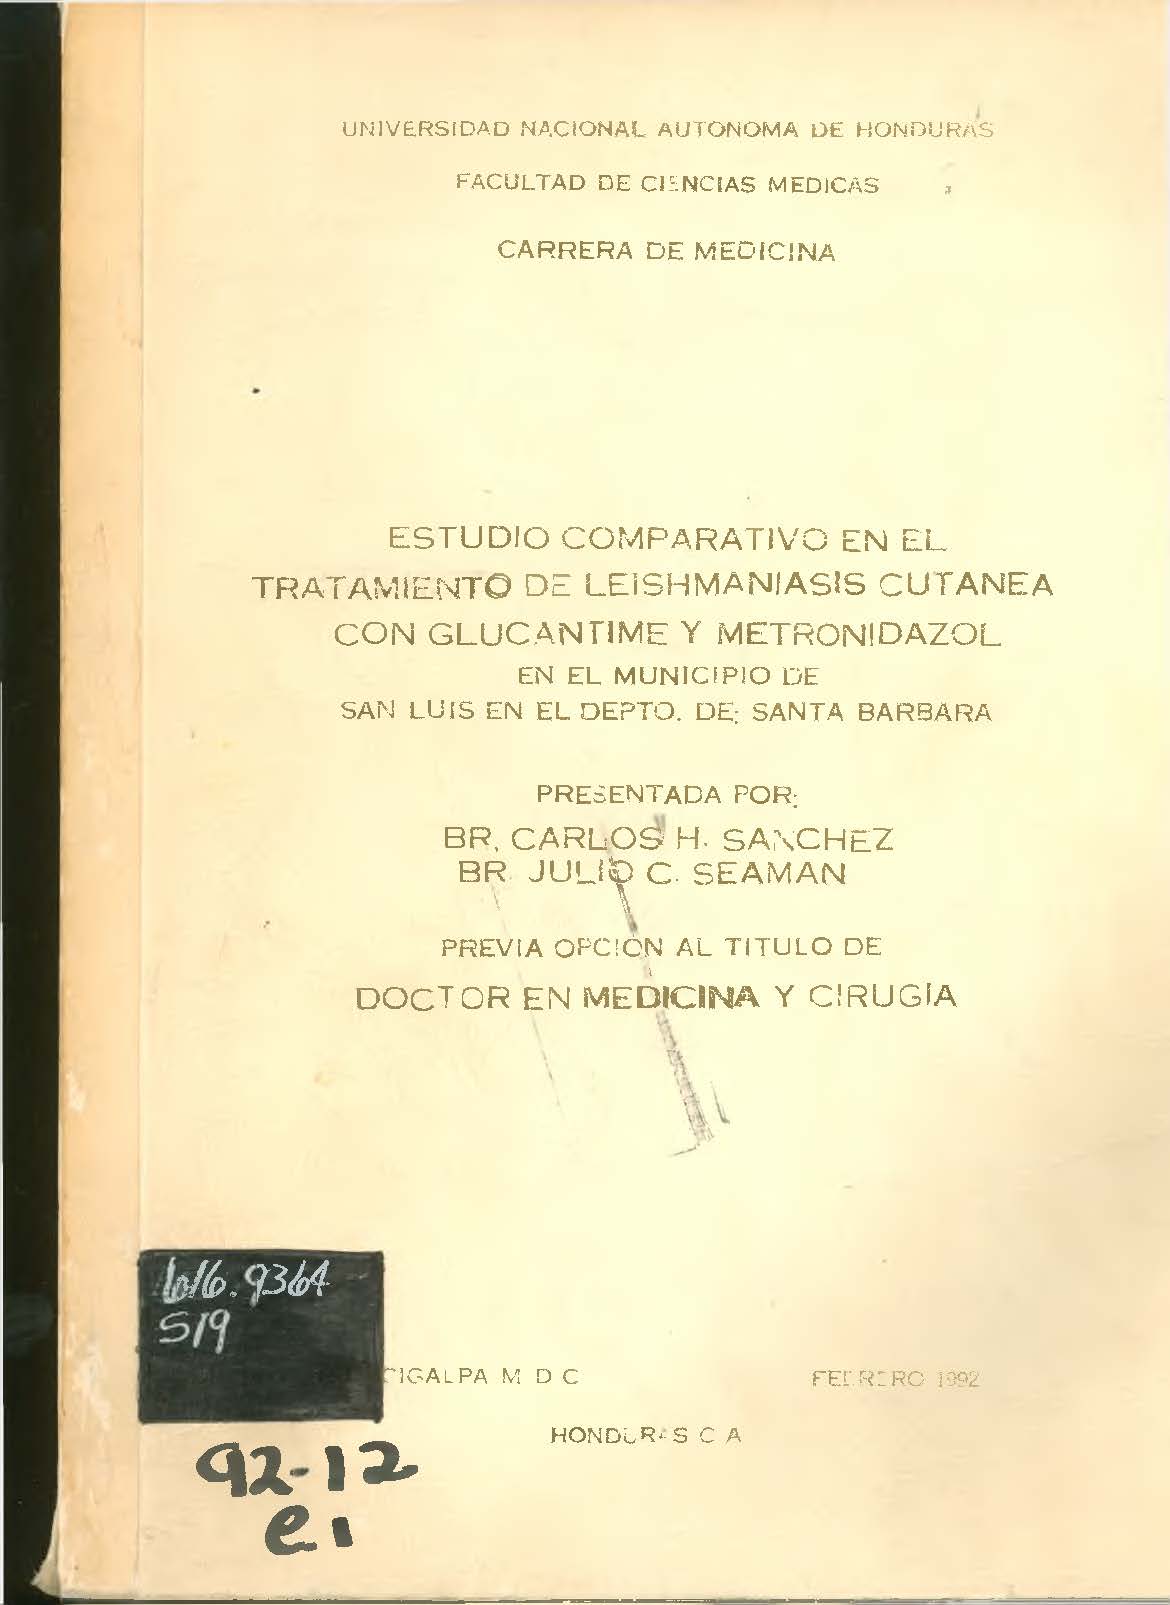 UNIVERSIDAD NACIONAL AUTONOMA DE HONDURAS
FACULTAD DE CIENCIAS MEDICAS
CARRERA DE MEDICINA
ESTUDIO COMPARATIVO EN EL
TRATAMIENTO DE LEISHMANIASIS CUTANEA
CON GLUCANTIME Y METRONIDAZOL
EN EL MUNICIPIO DE
SAN LUIS EN EL DEPTO. DE: SANTA BARBARA
PRESENTADA POR:
BR. CARLOS H. SANCHEZ
BR. JULIO C. SEAMAN
PREVIA OPCION AL TITULO DE
DOCTOR EN MEDICINA Y CIRUGIA
616.9364
S19
CIGALPA M D C FEBRERO 1992
HONDURAS C A
92-12
e1